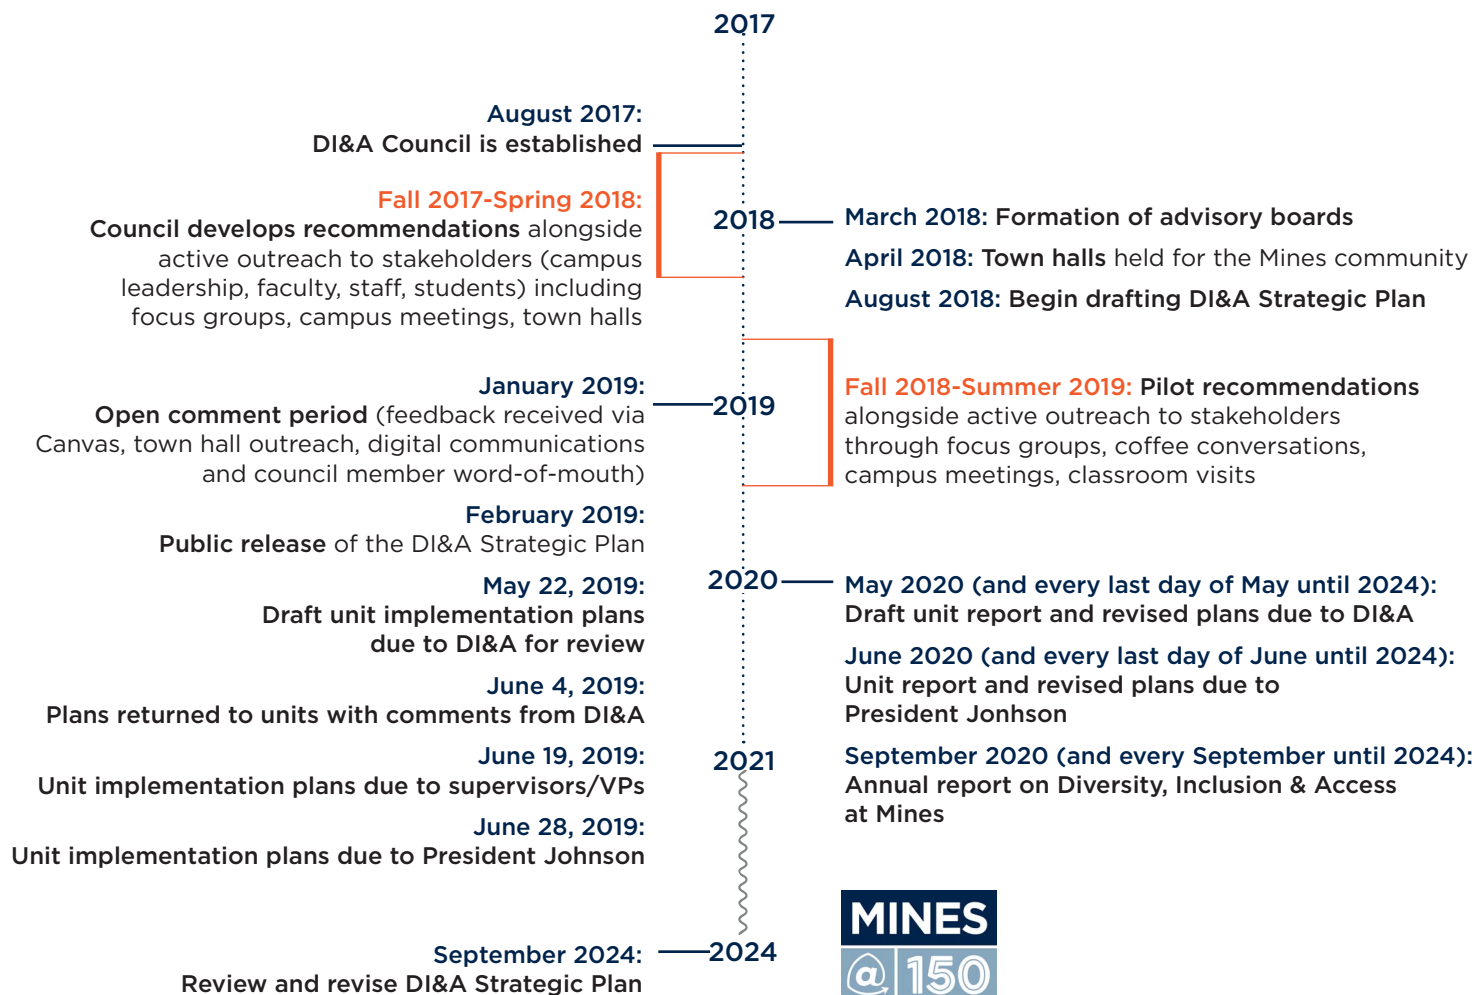 2017
August 2017:
DI&A Council is established
Fall 2017-Spring 2018:
Council develops recommendations alongside
active outreach to stakeholders (campus
leadership, faculty, staff, students) including
focus groups, campus meetings, town halls
2018
March 2018: Formation of advisory boards
April 2018: Town halls held for the Mines community
August 2018: Begin drafting DI&A Strategic Plan
Fall 2018-Summer 2019: Pilot recommendations
alongside active outreach to stakeholders
through focus groups, coffee conversations,
campus meetings, classroom visits
2019
January 2019:
Open comment period (feedback received via
Canvas, town hall outreach, digital communications
and council member word-of-mouth)
February 2019:
Public release of the DI&A Strategic Plan
May 22, 2019:
Draft unit implementation plans
due to DI&A for review
June 4, 2019:
Plans returned to units with comments from DI&A
June 19, 2019:
Unit implementation plans due to supervisors/VPs
June 28, 2019:
Unit implementation plans due to President Johnson
2020
May 2020 (and every last day of May until 2024):
Draft unit report and revised plans due to DI&A
June 2020 (and every last day of June until 2024):
Unit report and revised plans due to
President Jonhson
September 2020 (and every September until 2024):
Annual report on Diversity, Inclusion & Access
at Mines
2021
2024
September 2024:
Review and revise DI&A Strategic Plan
MINES
@150